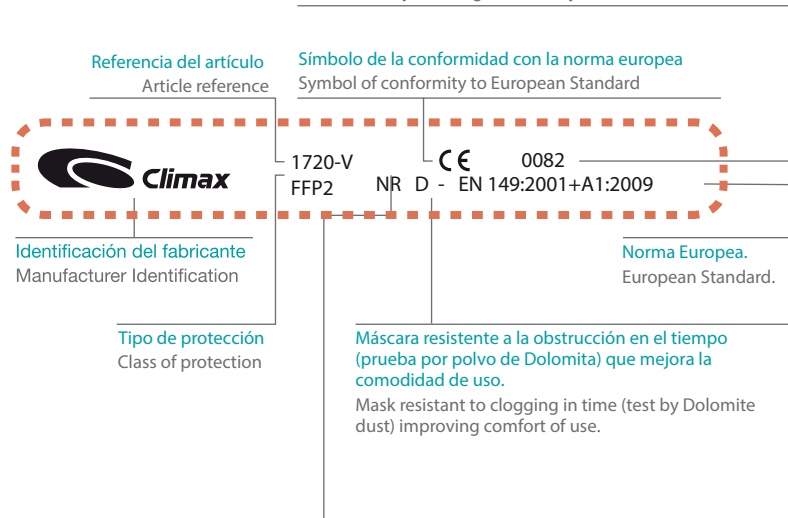 Referencia del artículo
Article reference
Símbolo de la conformidad con la norma europea
Symbol of conformity to European Standard
Climax
1720-V
CE 0082
FFP2 NR D - EN 149:2001+A1:2009
Identificación del fabricante
Manufacturer Identification
Norma Europea.
European Standard.
Tipo de protección
Class of protection
Máscara resistente a la obstrucción en el tiempo
(prueba por polvo de Dolomita) que mejora la
comodidad de uso.
Mask resistant to clogging in time (test by Dolomite
dust) improving comfort of use.